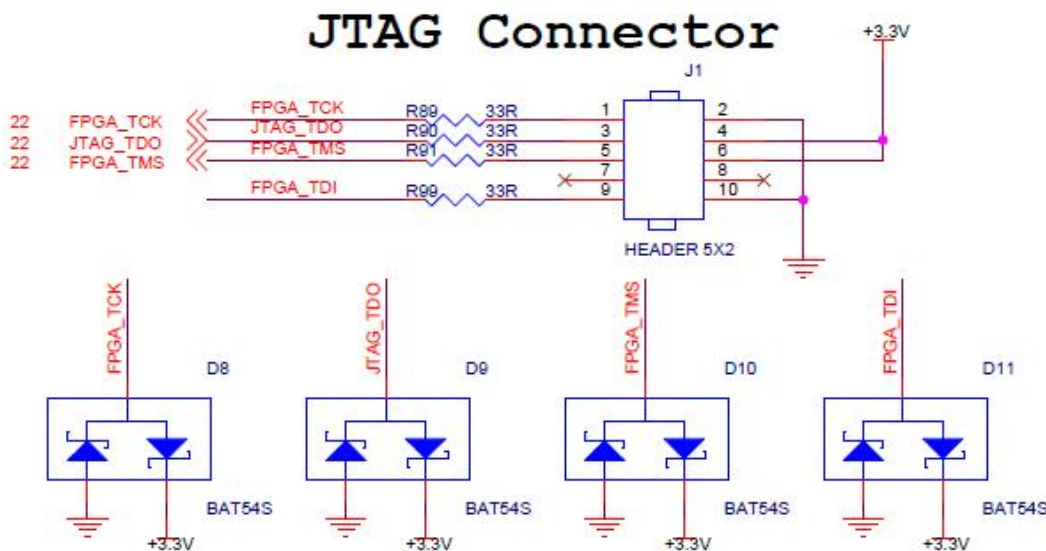 JTAG Connector
+3.3V
J1
22 FPGA_TCK FPGA_TCK R89 33R 1 2
22 JTAG_TDO JTAG_TDO R90 33R 3 4
22 FPGA_TMS FPGA_TMS R91 33R 5 6
7 8
FPGA_TDI R99 33R 9 10
HEADER 5X2
FPGA_TCK D8 JTAG_TDO D9 FPGA_TMS D10 FPGA_TDI D11
BAT54S BAT54S BAT54S BAT54S
+3.3V +3.3V +3.3V +3.3V